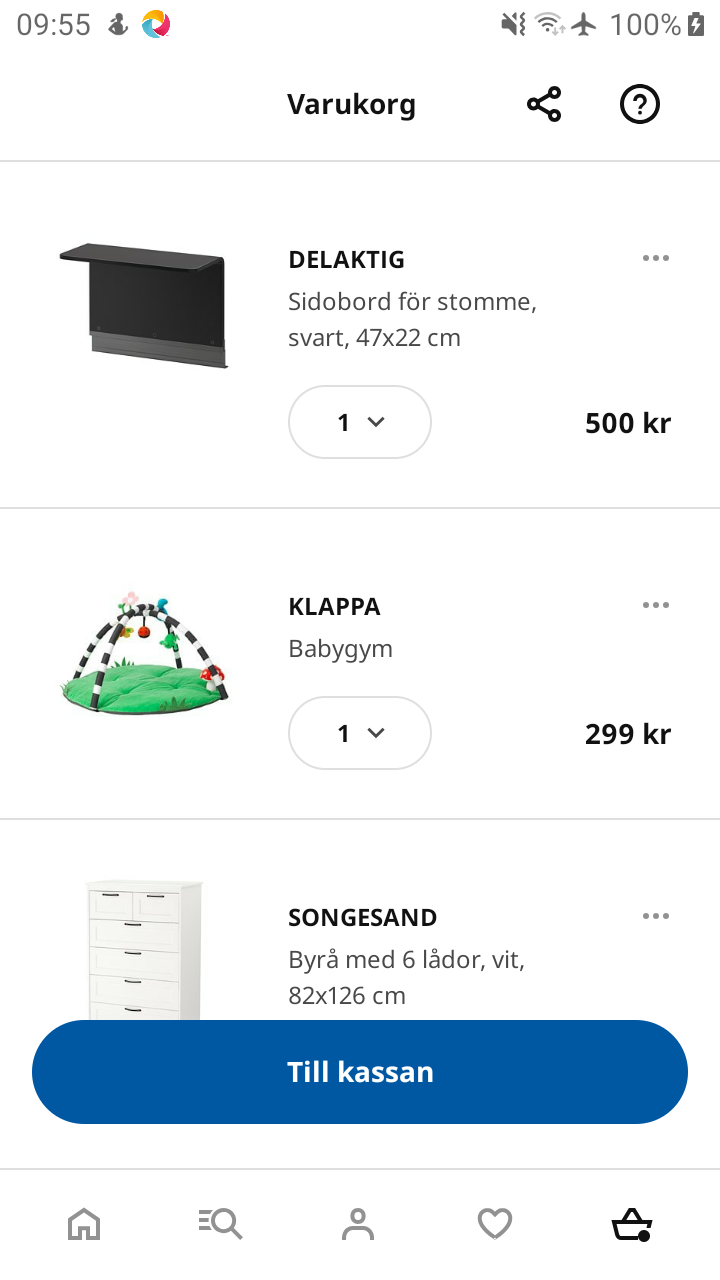 09:55
100%
Varukorg
DELAKTIG
Sidobord för stomme,
svart, 47x22 cm
1
500 kr
KLAPPA
Babygym
1
299 kr
SONGESAND
Byrå med 6 lådor, vit,
82x126 cm
Till kassan